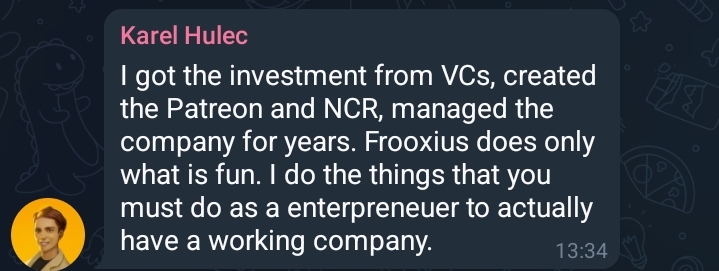 Karel Hulec
I got the investment from VCs, created
the Patreon and NCR, managed the
company for years. Frooxius does only
what is fun. I do the things that you
must do as a enterpreneuer to actually
have a working company.
13:34